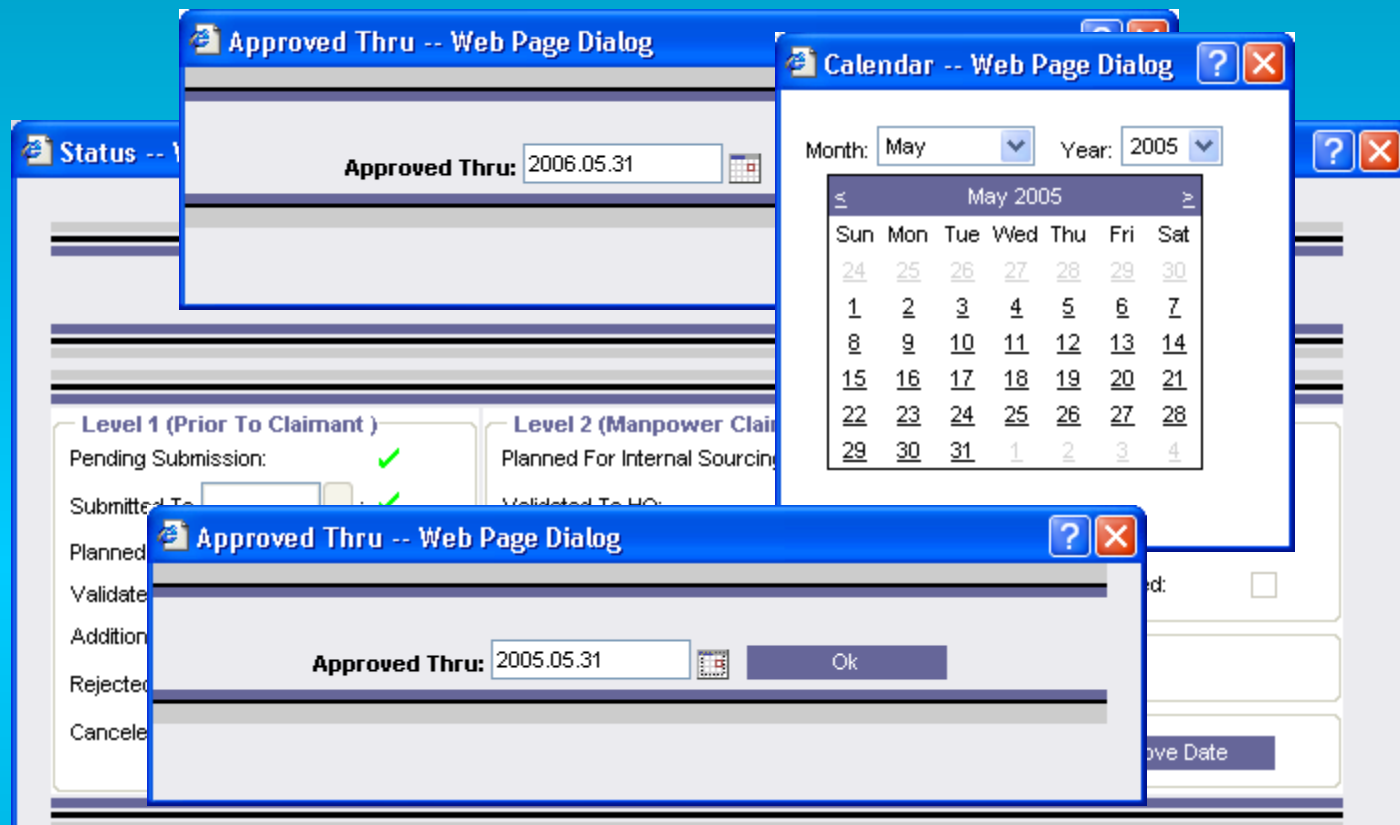 Approved Thru -- Web Page Dialog
Approved Thru: 2006.05.31
Calendar -- Web Page Dialog
Month: May Year: 2005
< May 2005 >
Sun Mon Tue Wed Thu Fri Sat
24 25 26 27 28 29 30
1 2 3 4 5 6 7
8 9 10 11 12 13 14
15 16 17 18 19 20 21
22 23 24 25 26 27 28
29 30 31 1 2 3 4
Status --
Level 1 (Prior To Claimant )
Pending Submission:
Submitted To :
Planned
Validate
Addition
Rejected
Cancele
Level 2 (Manpower Clai
Planned For Internal Sourcing
Validated To HQ:
ed:
ove Date
Approved Thru -- Web Page Dialog
Approved Thru: 2005.05.31 Ok